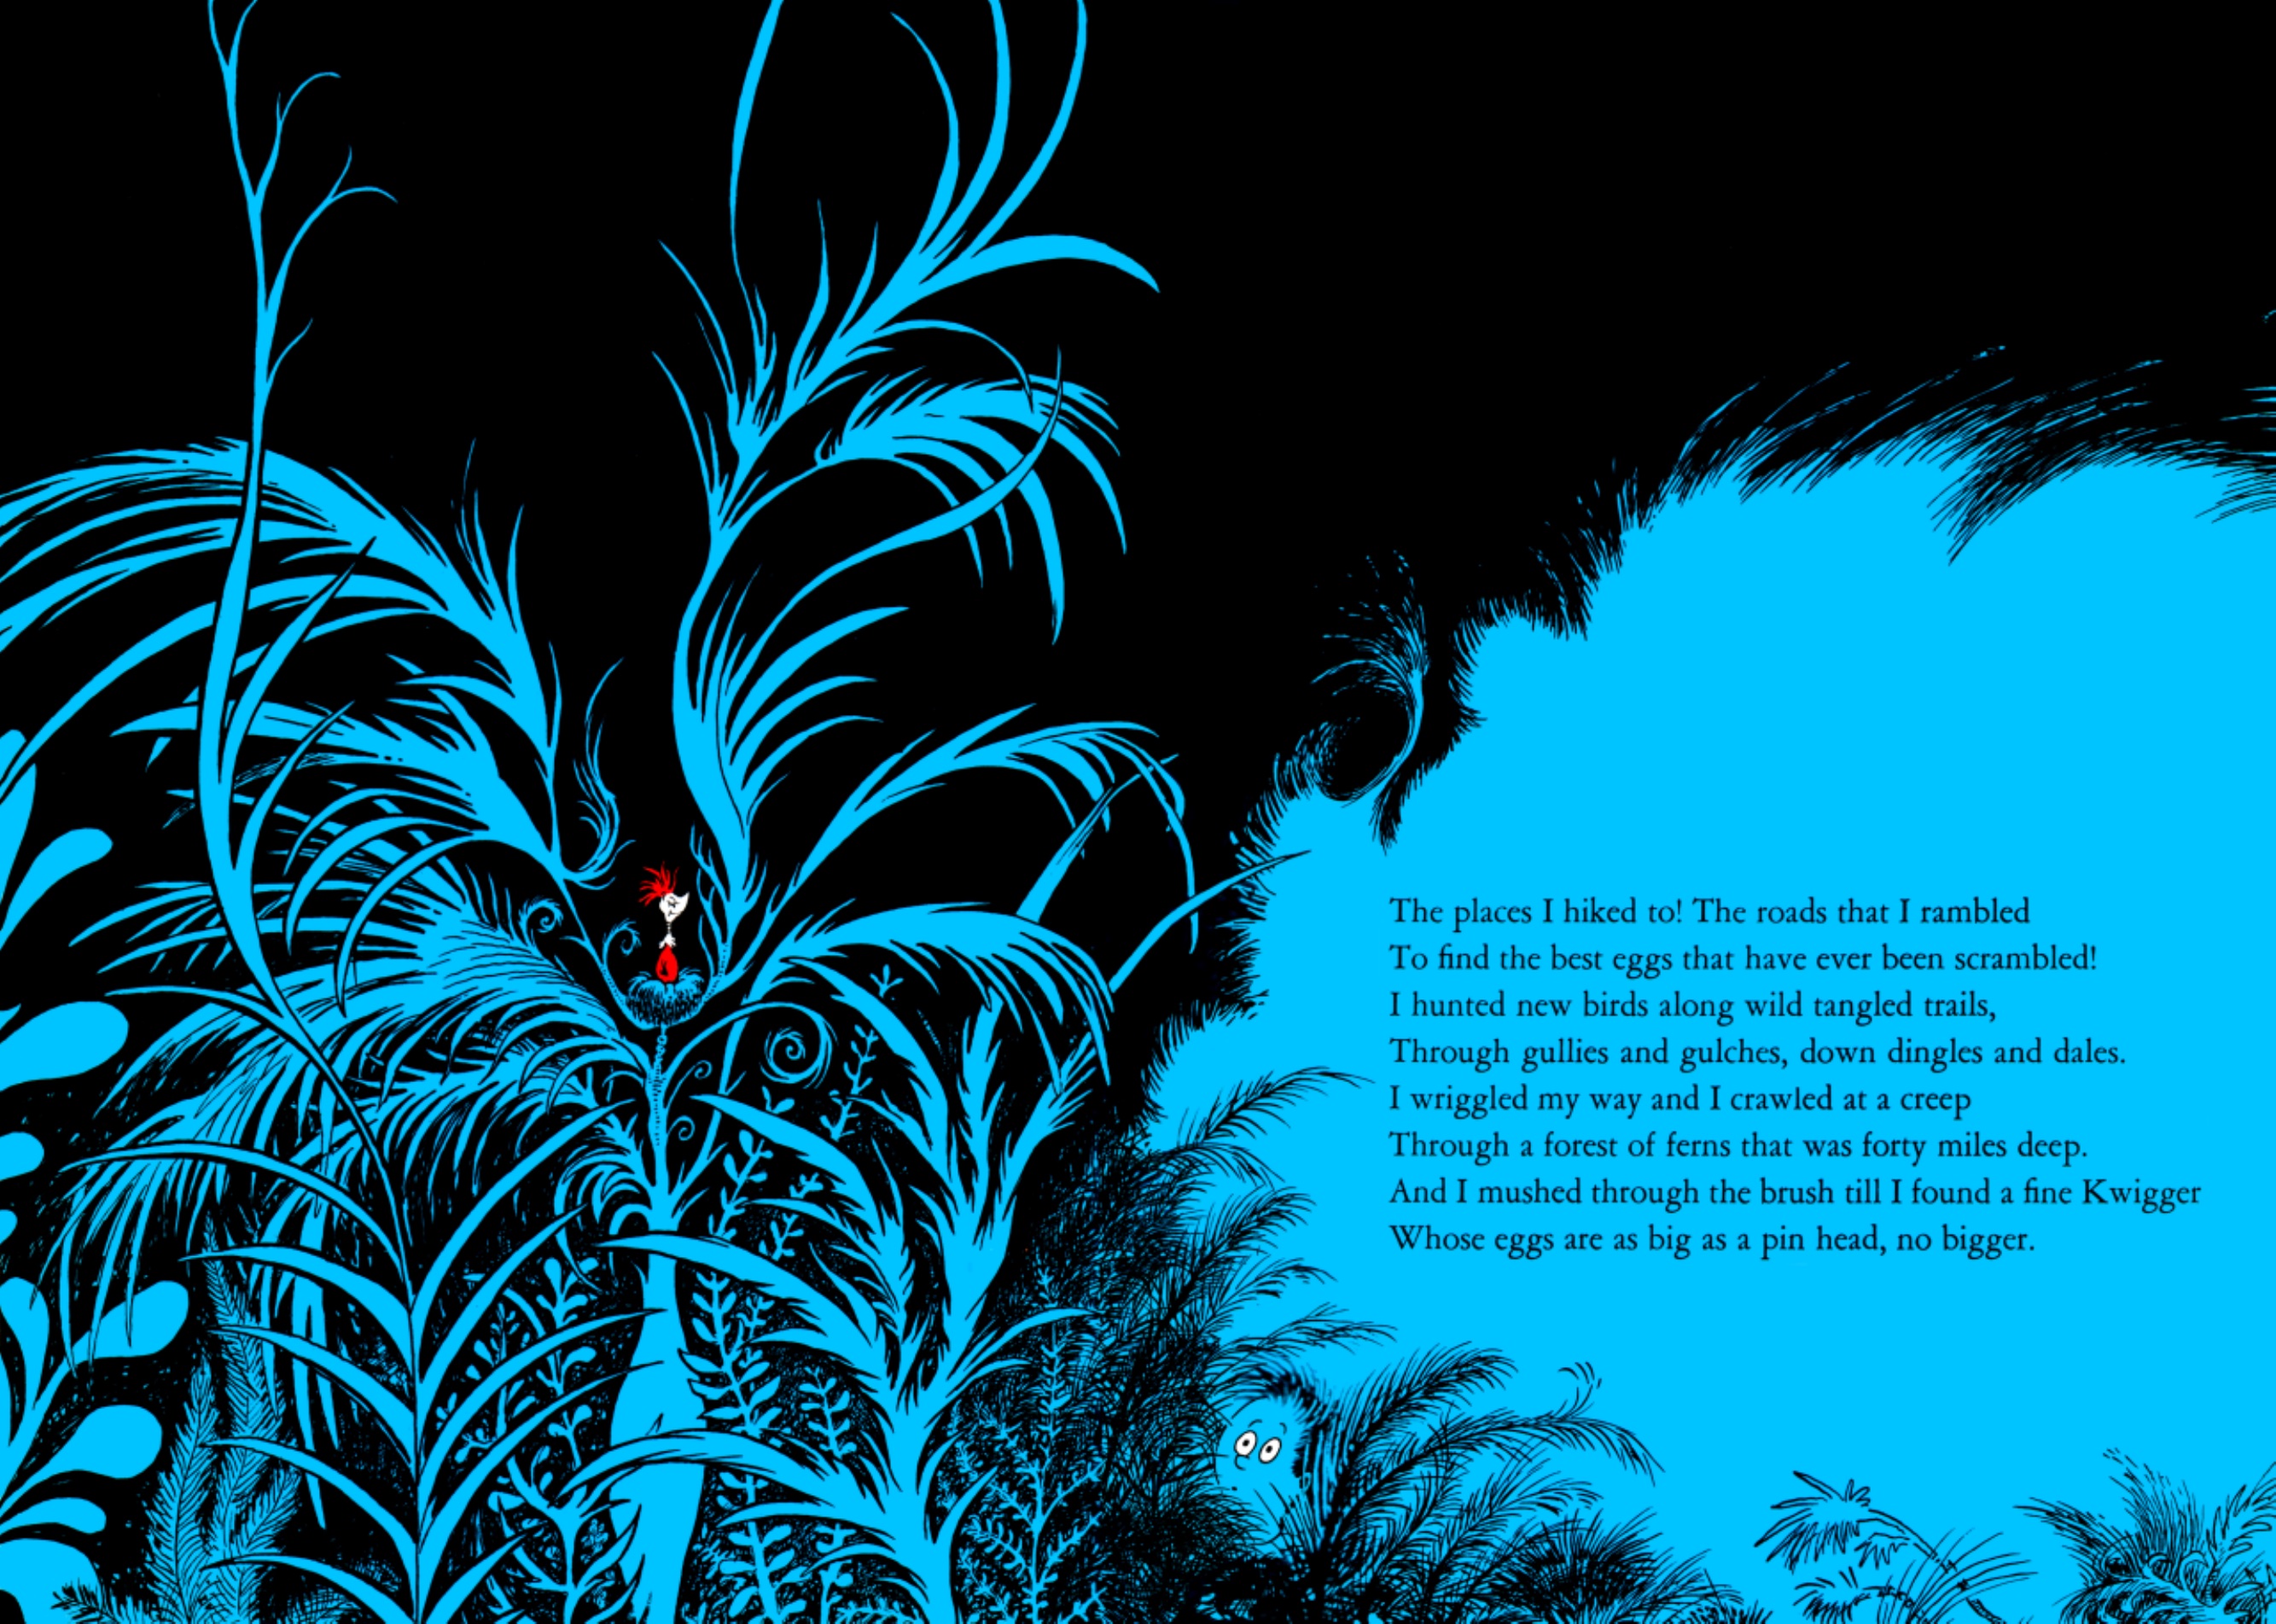 The places I hiked to! The roads that I rambled
To find the best eggs that have ever been scrambled!
I hunted new birds along wild tangled trails,
Through gullies and gulches, down dingles and dales.
I wriggled my way and I crawled at a creep
Through a forest of ferns that was forty miles deep.
And I mushed through the brush till I found a fine Kwigger
Whose eggs are as big as a pin head, no bigger.